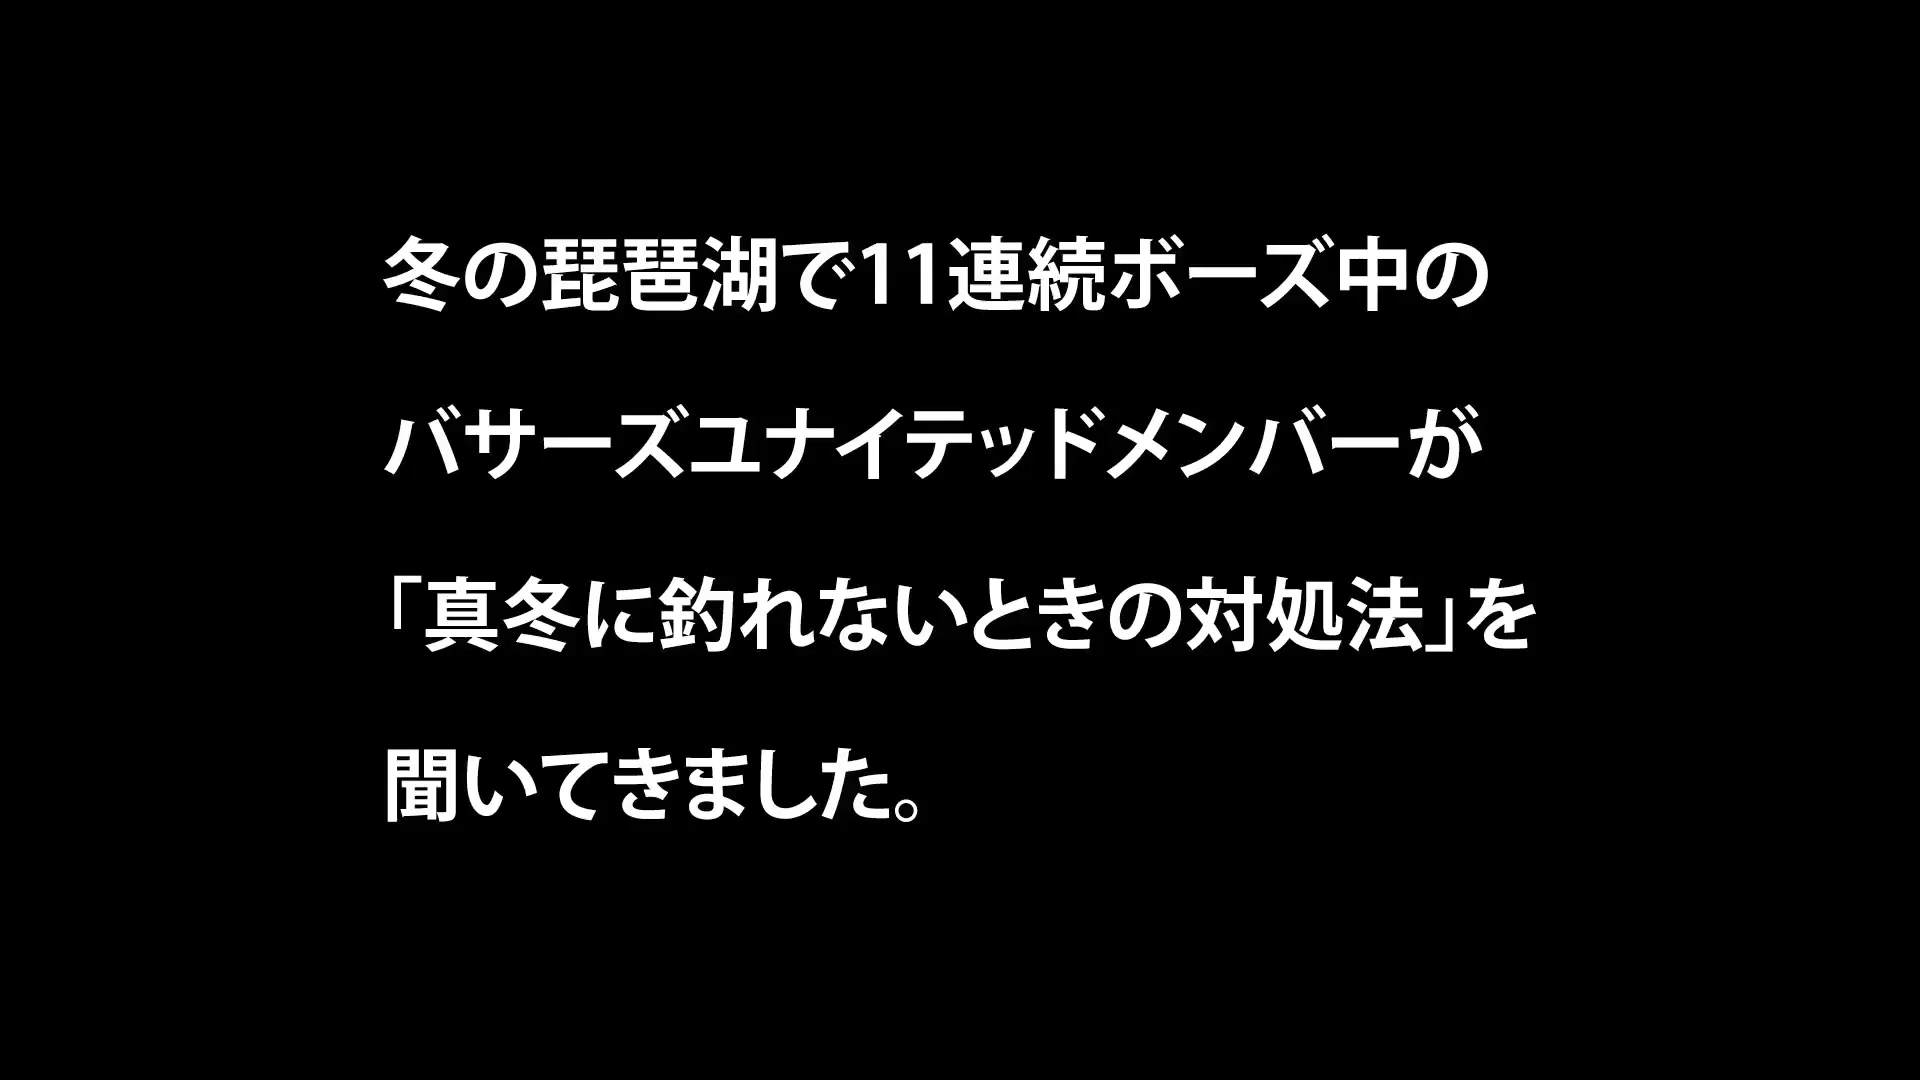 冬の琵琶湖で11連続ボーズ中の
バサーズユナイテッドメンバーが
「真冬に釣れないときの対処法」を
聞いてきました。